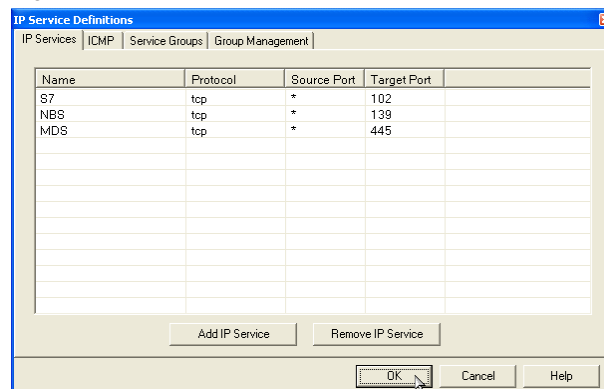 IP Service Definitions
IP Services ICMP Service Groups Group Management
Name Protocol Source Port Target Port
S7 tcp * 102
NBS tcp * 139
MDS tcp * 445
Add IP Service Remove IP Service
OK Cancel Help